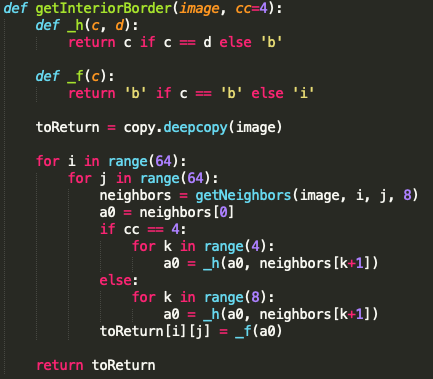 def getInteriorBorder(image, cc=4):
    def _h(c, d):
        return c if c == d else 'b'

    def _f(c):
        return 'b' if c == 'b' else 'i'

    toReturn = copy.deepcopy(image)

    for i in range(64):
        for j in range(64):
            neighbors = getNeighbors(image, i, j, 8)
            a0 = neighbors[0]
            if cc == 4:
                for k in range(4):
                    a0 = _h(a0, neighbors[k+1])
            else:
                for k in range(8):
                    a0 = _h(a0, neighbors[k+1])
            toReturn[i][j] = _f(a0)

    return toReturn